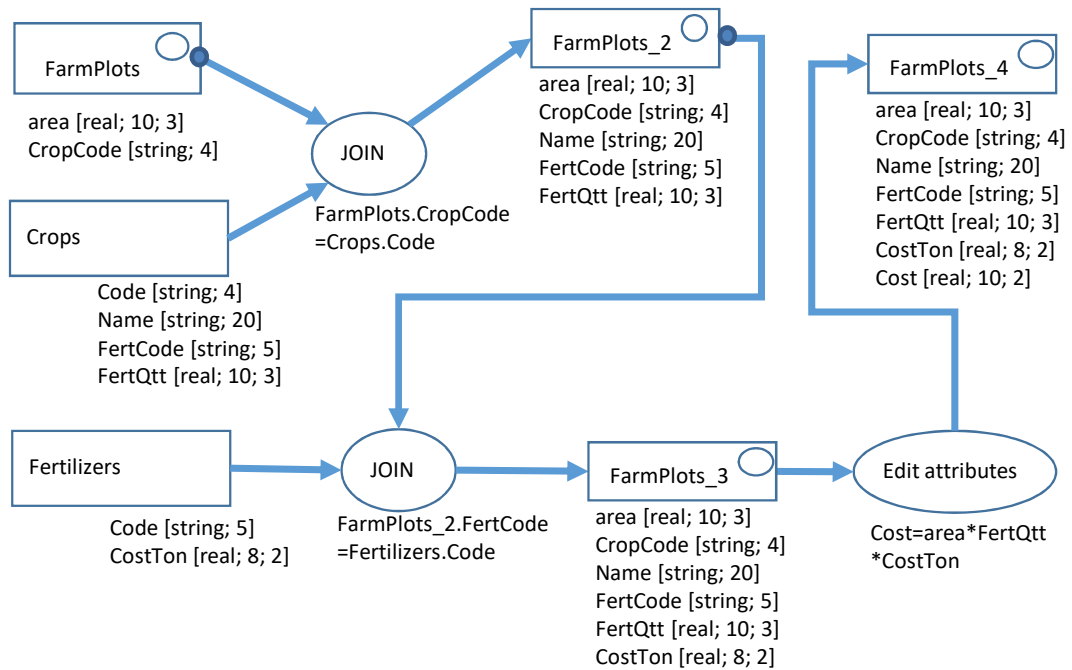 FarmPlots
area [real; 10; 3]
CropCode [string; 4]
Crops
Code [string; 4]
Name [string; 20]
FertCode [string; 5]
FertQtt [real; 10; 3]
JOIN
FarmPlots.CropCode
=Crops.Code
FarmPlots_2
area [real; 10; 3]
CropCode [string; 4]
Name [string; 20]
FertCode [string; 5]
FertQtt [real; 10; 3]
Fertilizers
Code [string; 5]
CostTon [real; 8; 2]
JOIN
FarmPlots_2.FertCode
=Fertilizers.Code
FarmPlots_3
area [real; 10; 3]
CropCode [string; 4]
Name [string; 20]
FertCode [string; 5]
FertQtt [real; 10; 3]
CostTon [real; 8; 2]
Edit attributes
Cost=area*FertQtt
*CostTon
FarmPlots_4
area [real; 10; 3]
CropCode [string; 4]
Name [string; 20]
FertCode [string; 5]
FertQtt [real; 10; 3]
CostTon [real; 8; 2]
Cost [real; 10; 2]